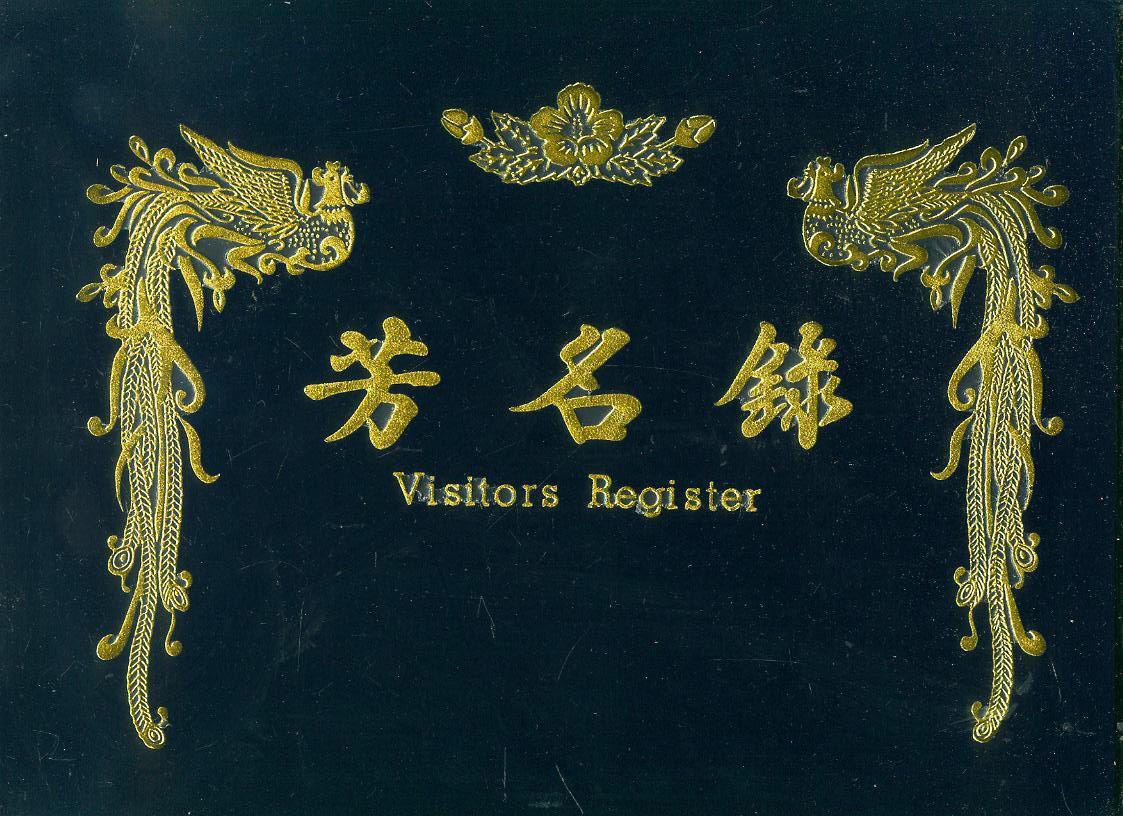 芳名錄
Visitors Register